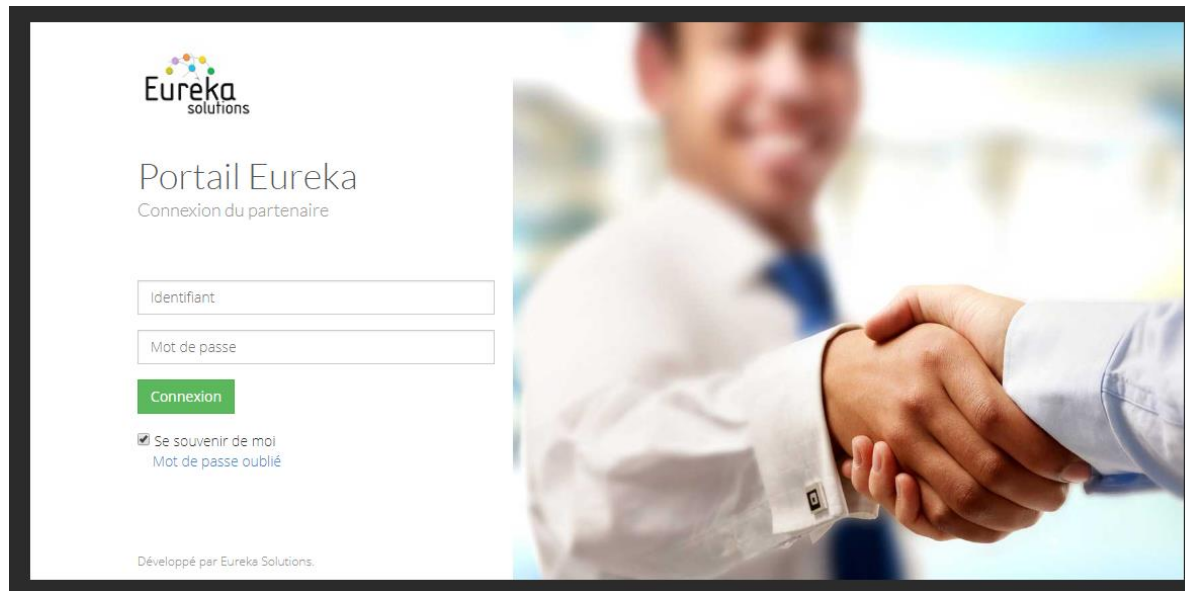 Eurêka
solutions
Portail Eureka
Connexion du partenaire
Identifiant
Mot de passe
Connexion
Se souvenir de moi
Mot de passe oublié
Développé par Eureka Solutions.